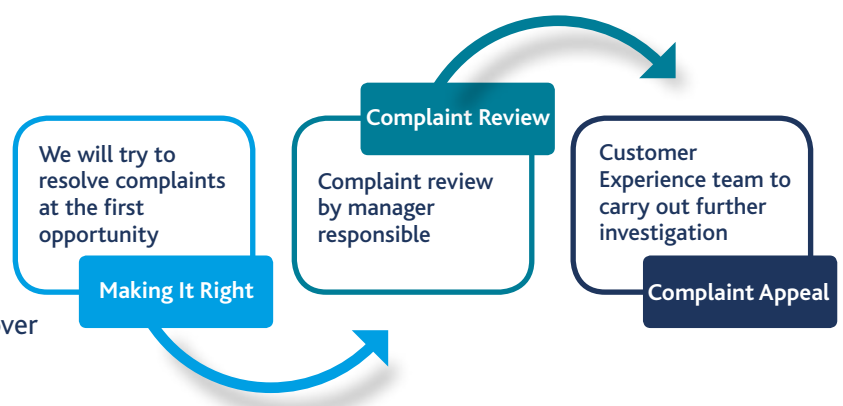 We will try to
resolve complaints
at the first
opportunity
Making It Right
Complaint Review
Complaint review
by manager
responsible
Customer
Experience team to
carry out further
investigation
Complaint Appeal
over